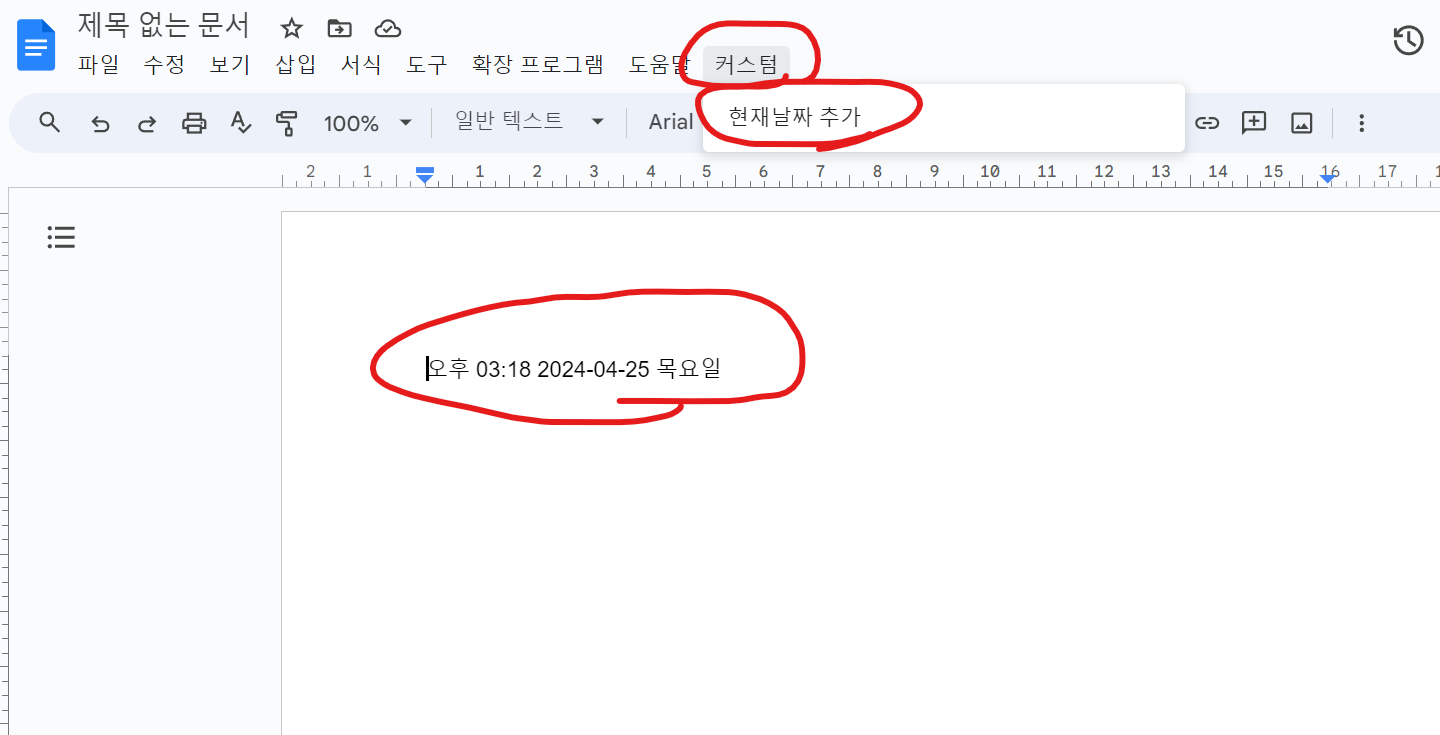 제목 없는 문서
파일 수정 보기 삽입 서식 도구 확장 프로그램 도움말 커스텀
현재날짜 추가
100% 일반 텍스트 Arial
2 1 1 2 3 4 5 6 7 8 9 10 11 12 13 14 15 16 17
오후 03:18 2024-04-25 목요일